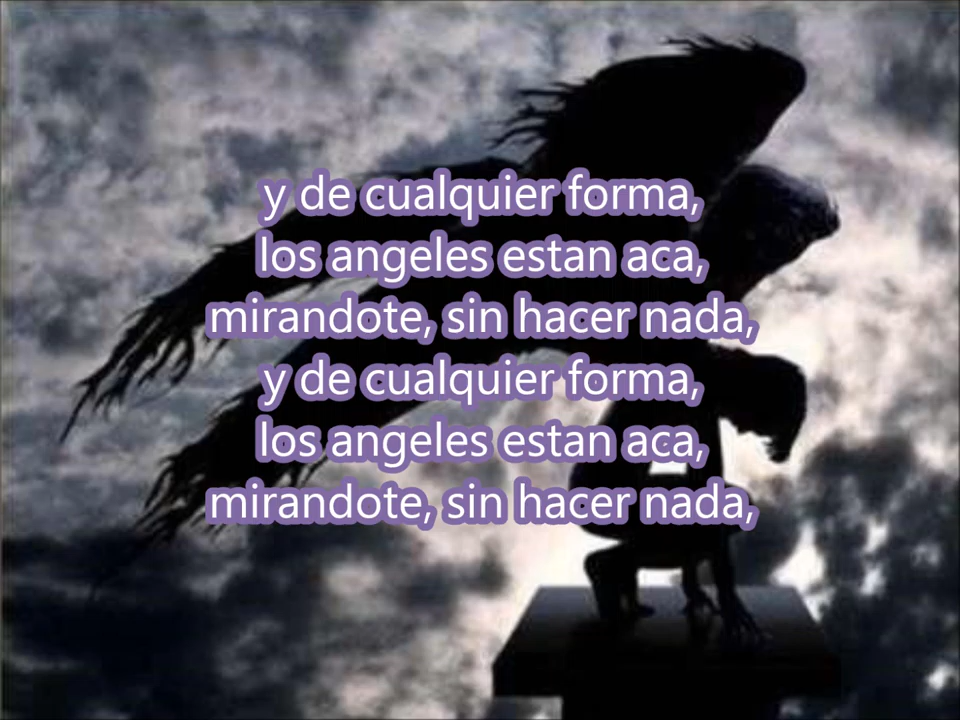 y de cualquier forma,
los angeles estan aca,
mirandote, sin hacer nada,
y de cualquier forma,
los angeles estan aca,
mirandote, sin hacer nada,